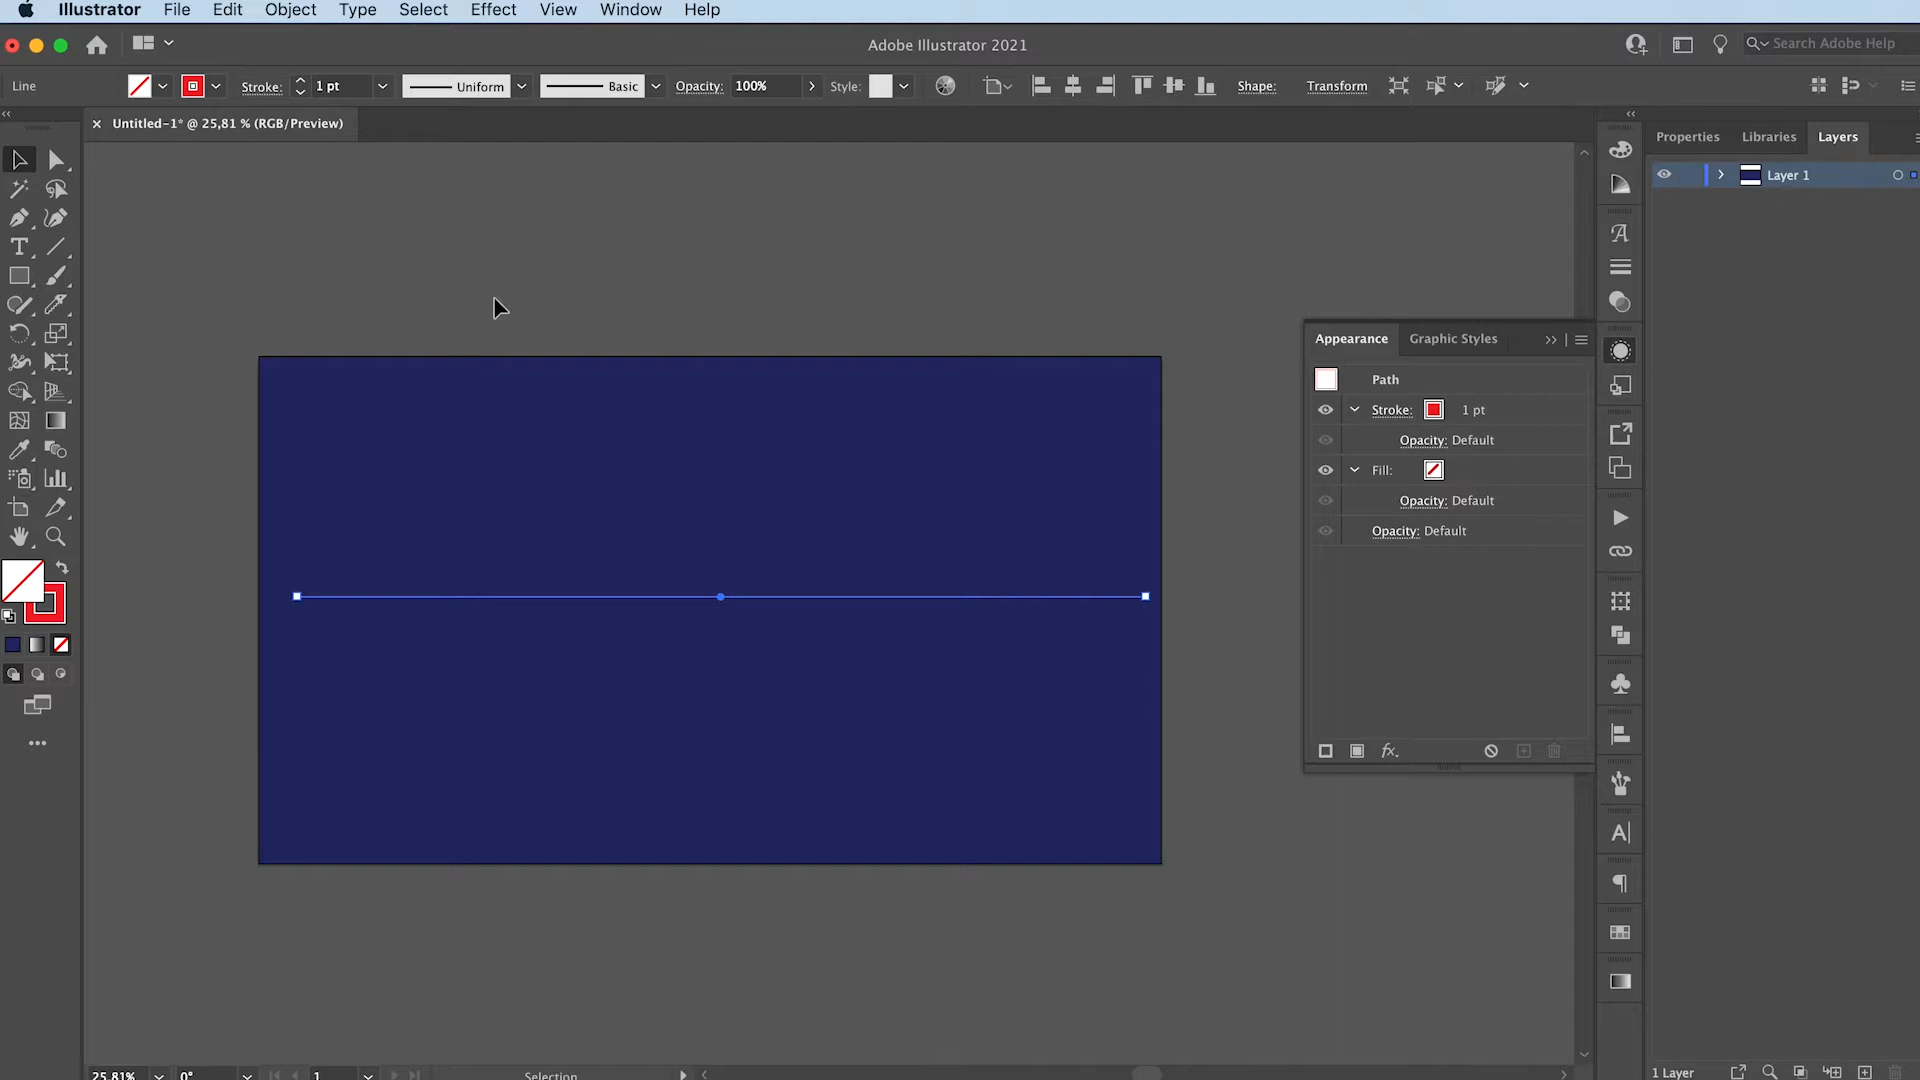 Illustrator File Edit Object Type Select Effect View Window Help
Adobe Illustrator 2021
Search Adobe Help
Line
Stroke: 1 pt
Uniform
Basic
Opacity: 100%
Style:
Shape:
Transform
Untitled-1* @ 25,81 % (RGB/Preview)
Properties Libraries Layers
Layer 1
Appearance Graphic Styles
Path
Stroke: 1 pt
Opacity: Default
Fill:
Opacity: Default
Opacity: Default
fx
25,81% 0° 1 Selection
1 Layer